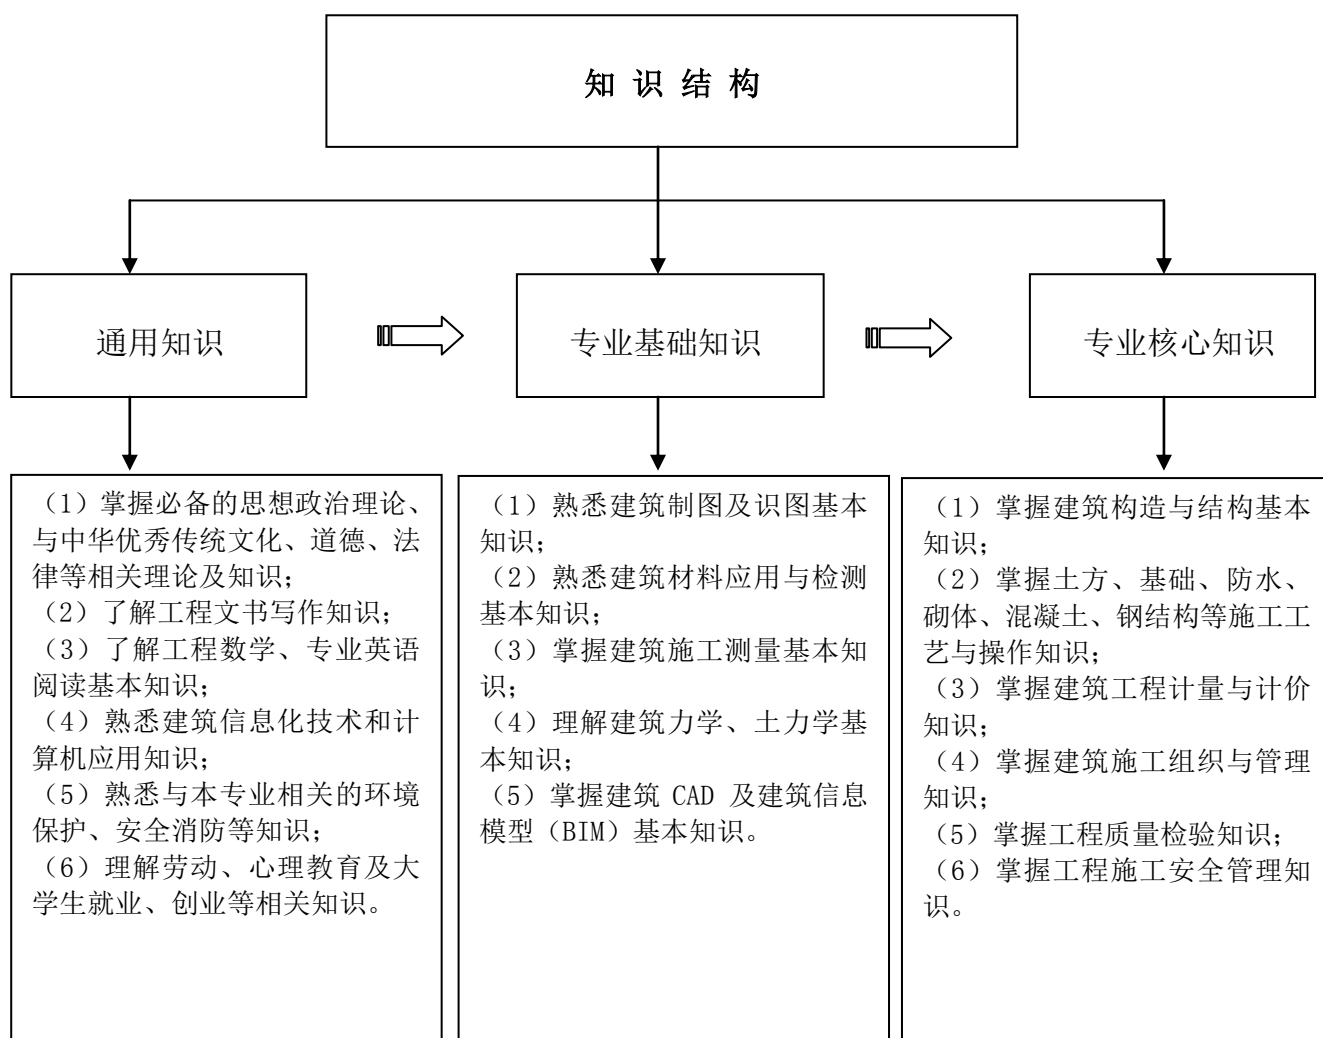 知识结构
通用知识
专业基础知识
专业核心知识
（1）掌握必备的思想政治理论、
与中华优秀传统文化、道德、法
律等相关理论及知识；
（2）了解工程文书写作知识；
（3）了解工程数学、专业英语
阅读基本知识；
（4）熟悉建筑信息化技术和计
算机应用知识；
（5）熟悉与本专业相关的环境
保护、安全消防等知识；
（6）理解劳动、心理教育及大
学生就业、创业等相关知识。
（1）熟悉建筑制图及识图基本
知识；
（2）熟悉建筑材料应用与检测
基本知识；
（3）掌握建筑施工测量基本知
识；
（4）理解建筑力学、土力学基
本知识；
（5）掌握建筑 CAD 及建筑信息
模型（BIM）基本知识。
（1）掌握建筑构造与结构基本
知识；
（2）掌握土方、基础、防水、
砌体、混凝土、钢结构等施工工
艺与操作知识；
（3）掌握建筑工程计量与计价
知识；
（4）掌握建筑施工组织与管理
知识；
（5）掌握工程质量检验知识；
（6）掌握工程施工安全管理知
识。